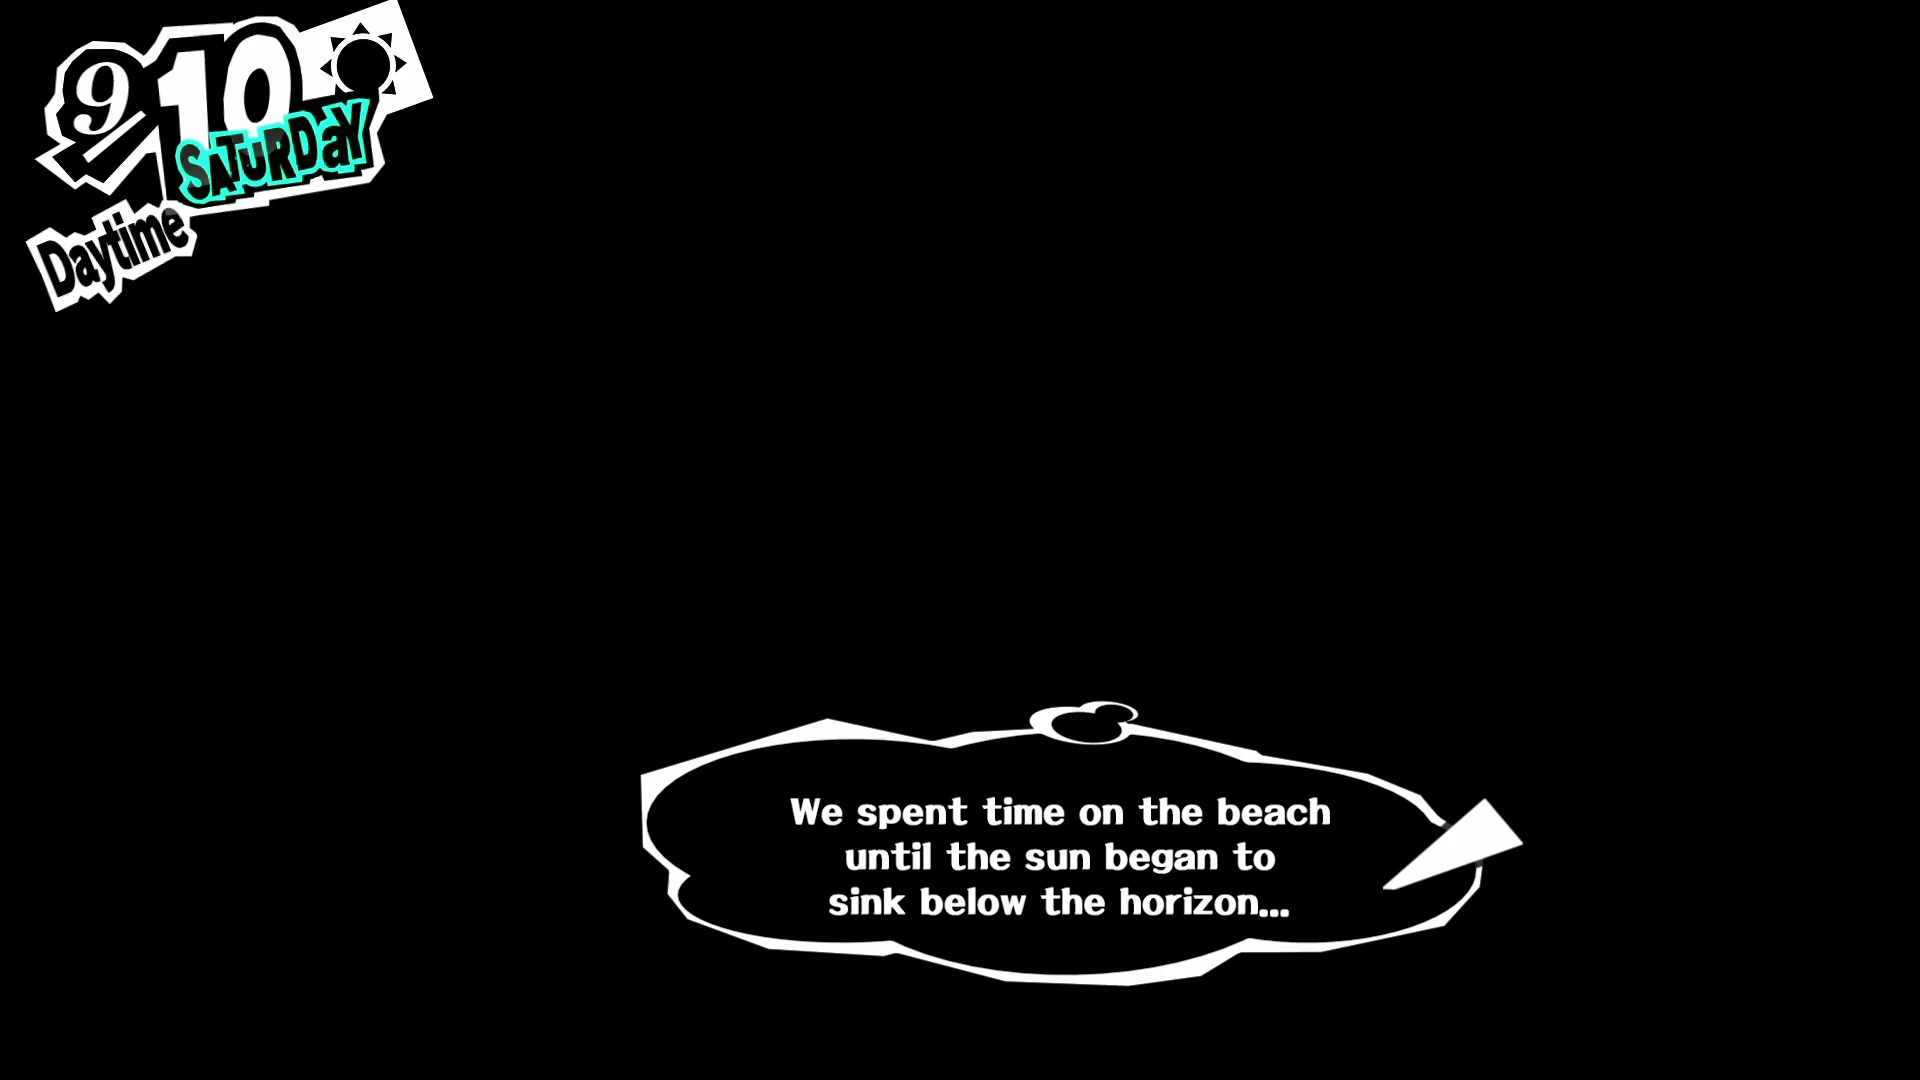 9/10
SATURDaY
Daytime
We spent time on the beach
until the sun began to
sink below the horizon...